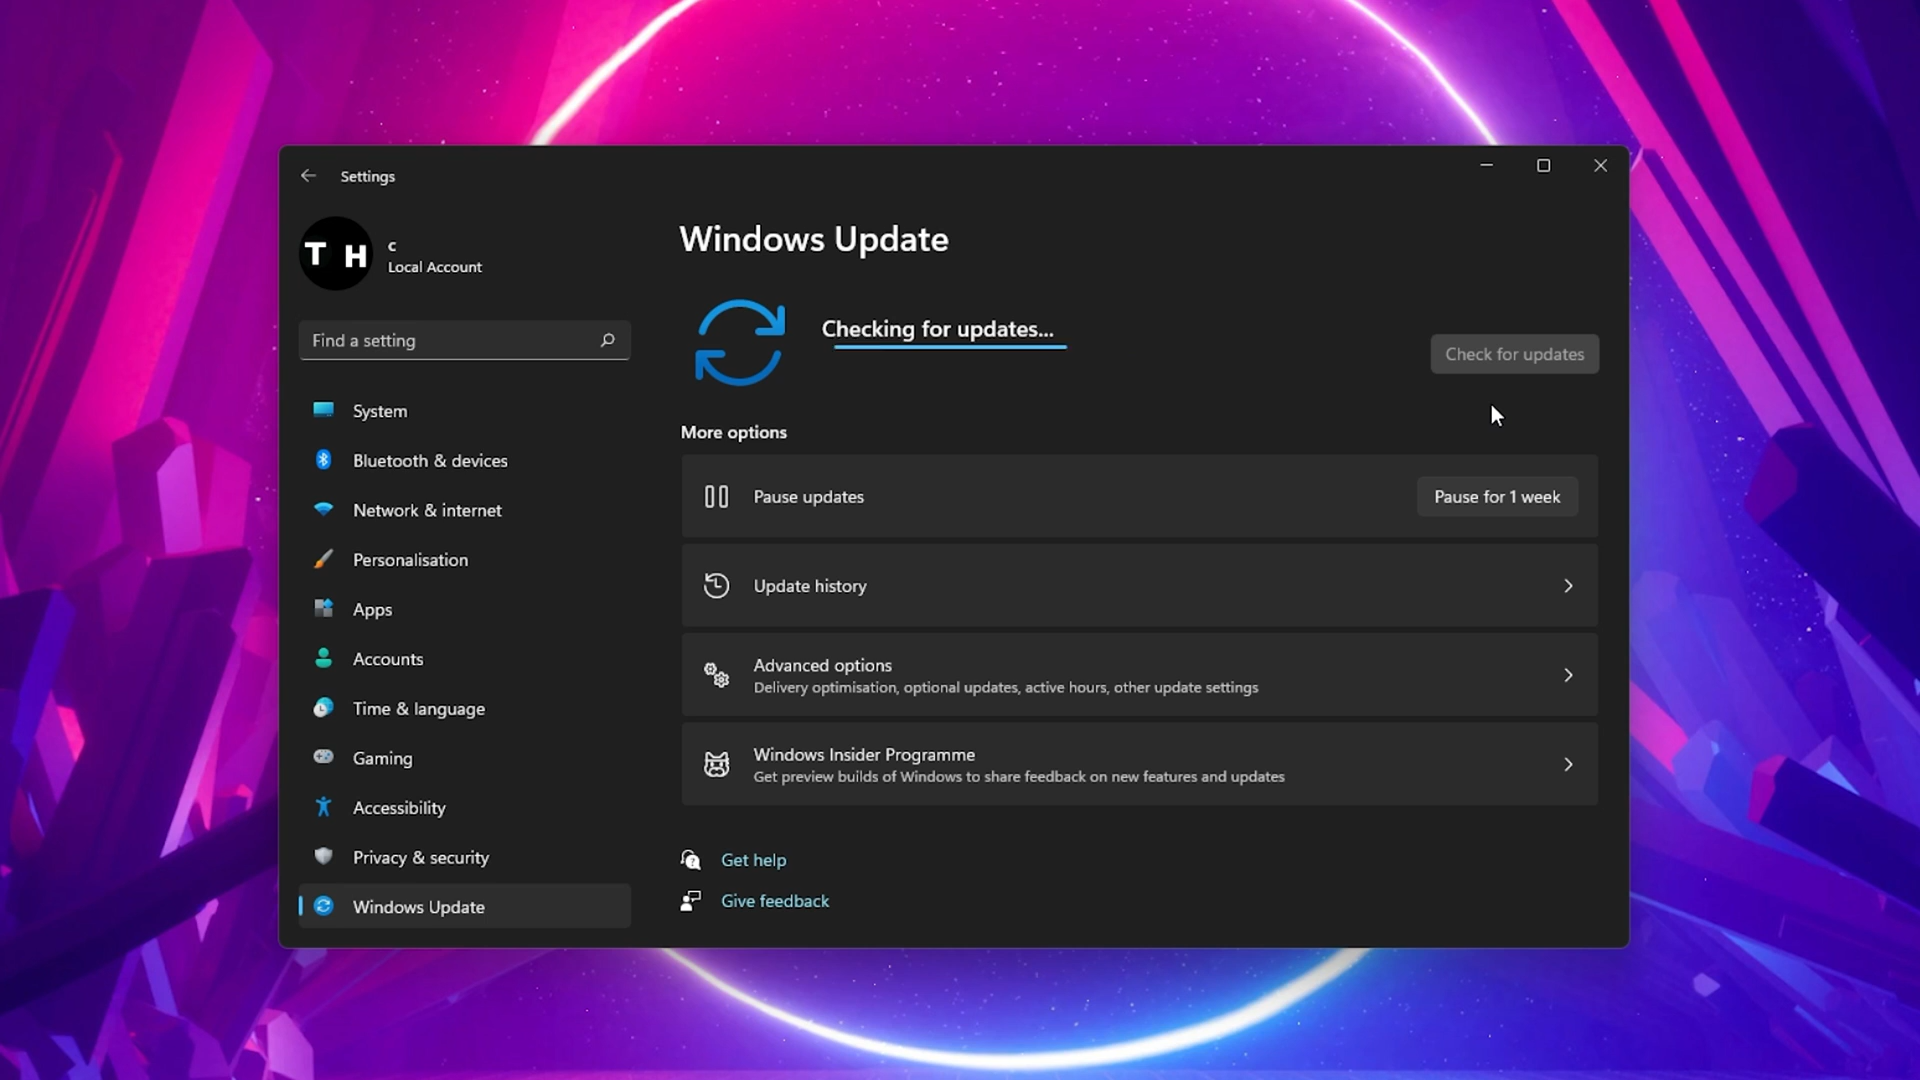 Settings
T H
c
Local Account
Find a setting
System
Bluetooth & devices
Network & internet
Personalisation
Apps
Accounts
Time & language
Gaming
Accessibility
Privacy & security
Windows Update
Windows Update
Checking for updates...
Check for updates
More options
Pause updates
Pause for 1 week
Update history
Advanced options
Delivery optimisation, optional updates, active hours, other update settings
Windows Insider Programme
Get preview builds of Windows to share feedback on new features and updates
Get help
Give feedback